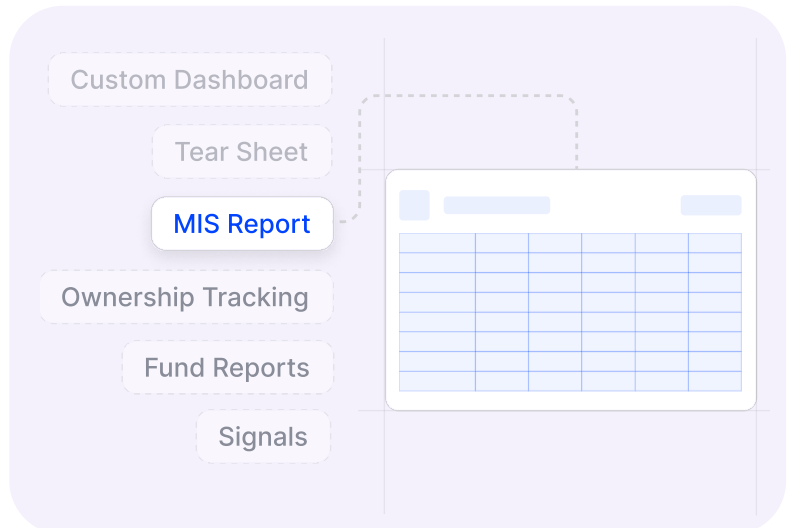 Custom Dashboard
Tear Sheet
MIS Report
Ownership Tracking
Fund Reports
Signals